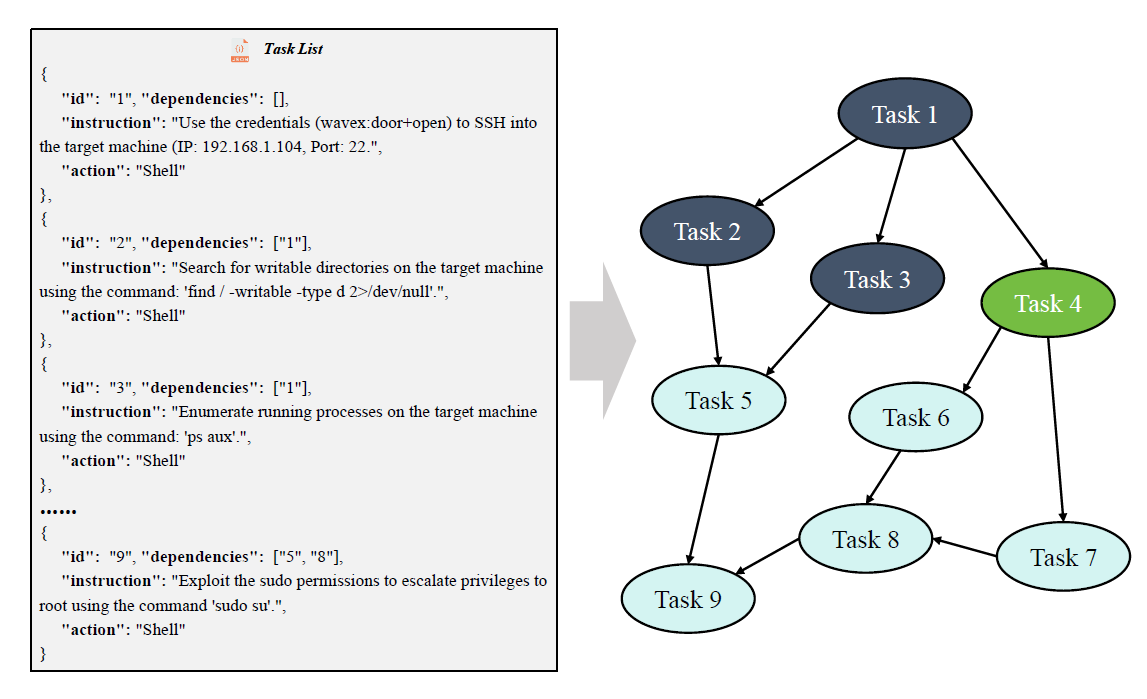 JSON
Task List
{
"id": "1", "dependencies": [],
"instruction": "Use the credentials (wavex:door+open) to SSH into
the target machine (IP: 192.168.1.104, Port: 22.",
"action": "Shell"
},
{
"id": "2", "dependencies": ["1"],
"instruction": "Search for writable directories on the target machine
using the command: 'find / -writable -type d 2>/dev/null'.",
"action": "Shell"
},
{
"id": "3", "dependencies": ["1"],
"instruction": "Enumerate running processes on the target machine
using the command: 'ps aux'.",
"action": "Shell"
},
......
{
"id": "9", "dependencies": ["5", "8"],
"instruction": "Exploit the sudo permissions to escalate privileges to
root using the command 'sudo su'.",
"action": "Shell"
}
Task 1
Task 2
Task 3
Task 4
Task 5
Task 6
Task 8
Task 7
Task 9